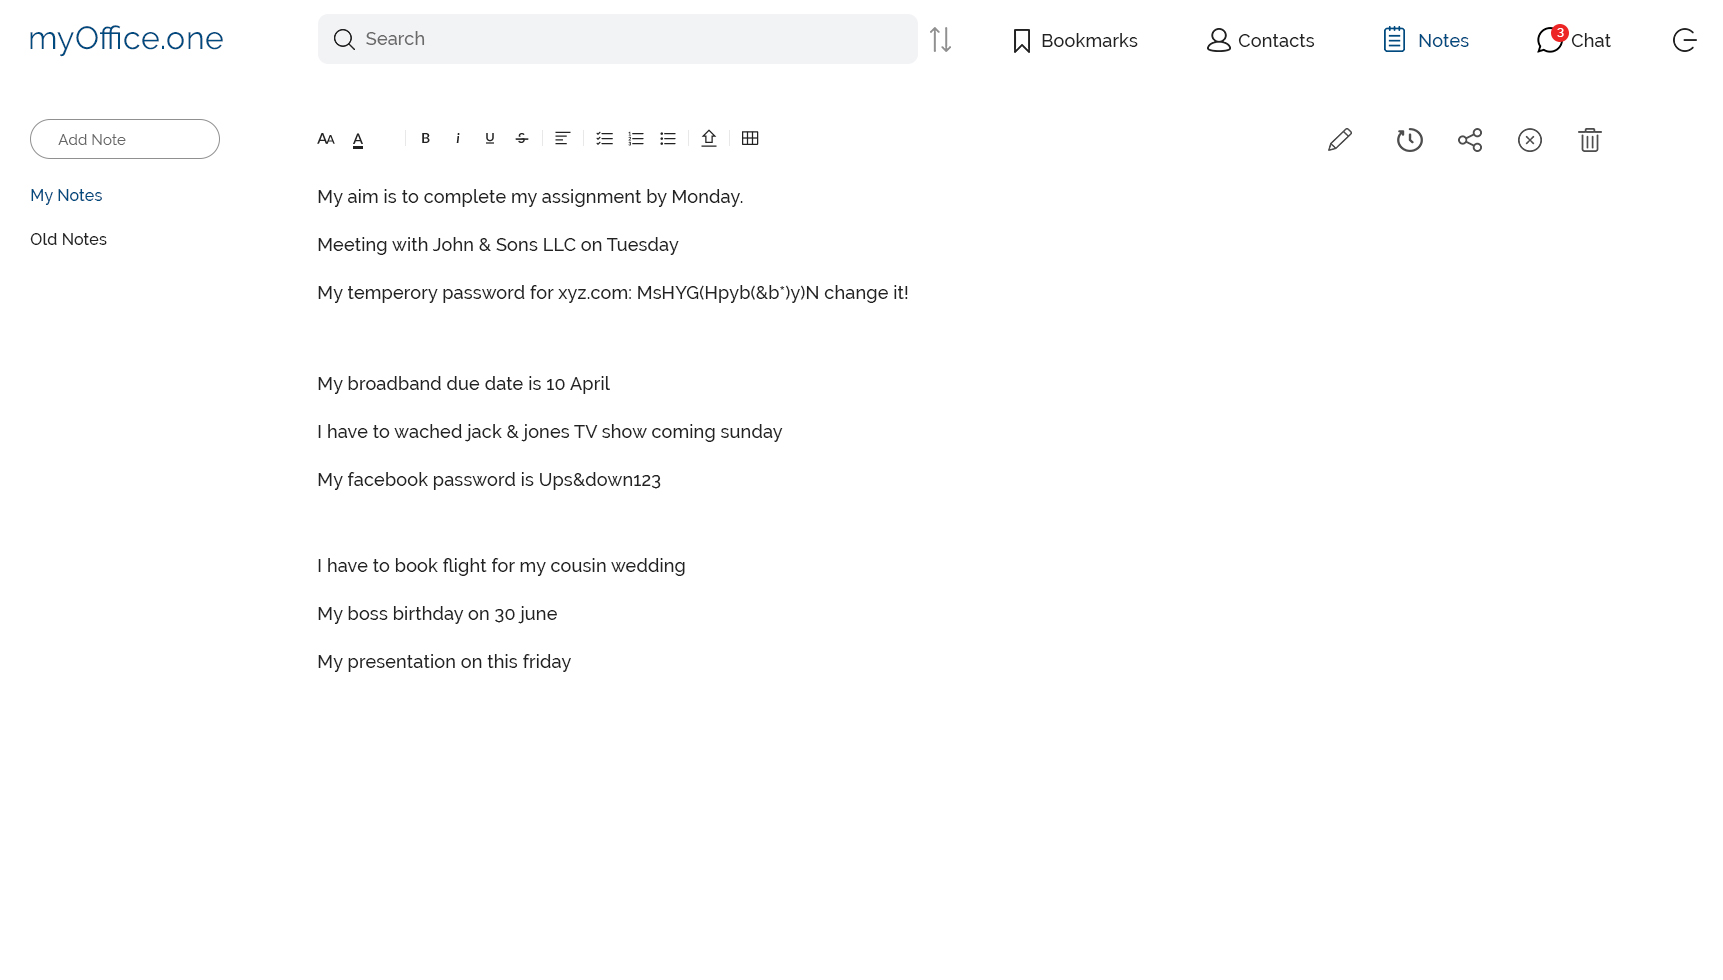 myOffice.one
Search
Bookmarks
Contacts
Notes
3
Chat
Add Note
My Notes
Old Notes
AA A B i U S
My aim is to complete my assignment by Monday.
Meeting with John & Sons LLC on Tuesday
My temperory password for xyz.com: MsHYG(Hpyb(&b*)y)N change it!
My broadband due date is 10 April
I have to wached jack & jones TV show coming sunday
My facebook password is Ups&down123
I have to book flight for my cousin wedding
My boss birthday on 30 june
My presentation on this friday